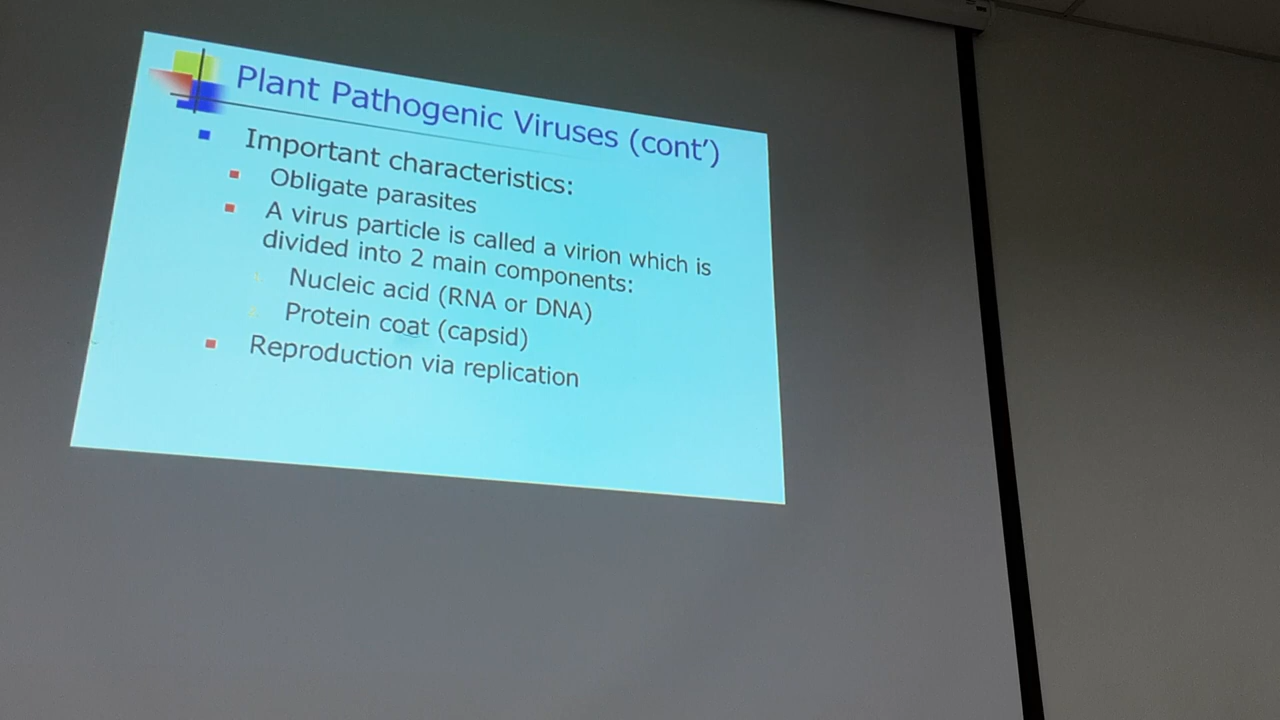 Plant Pathogenic Viruses (cont’)
Important characteristics:
Obligate parasites
A virus particle is called a virion which is
divided into 2 main components:
Nucleic acid (RNA or DNA)
Protein coat (capsid)
Reproduction via replication